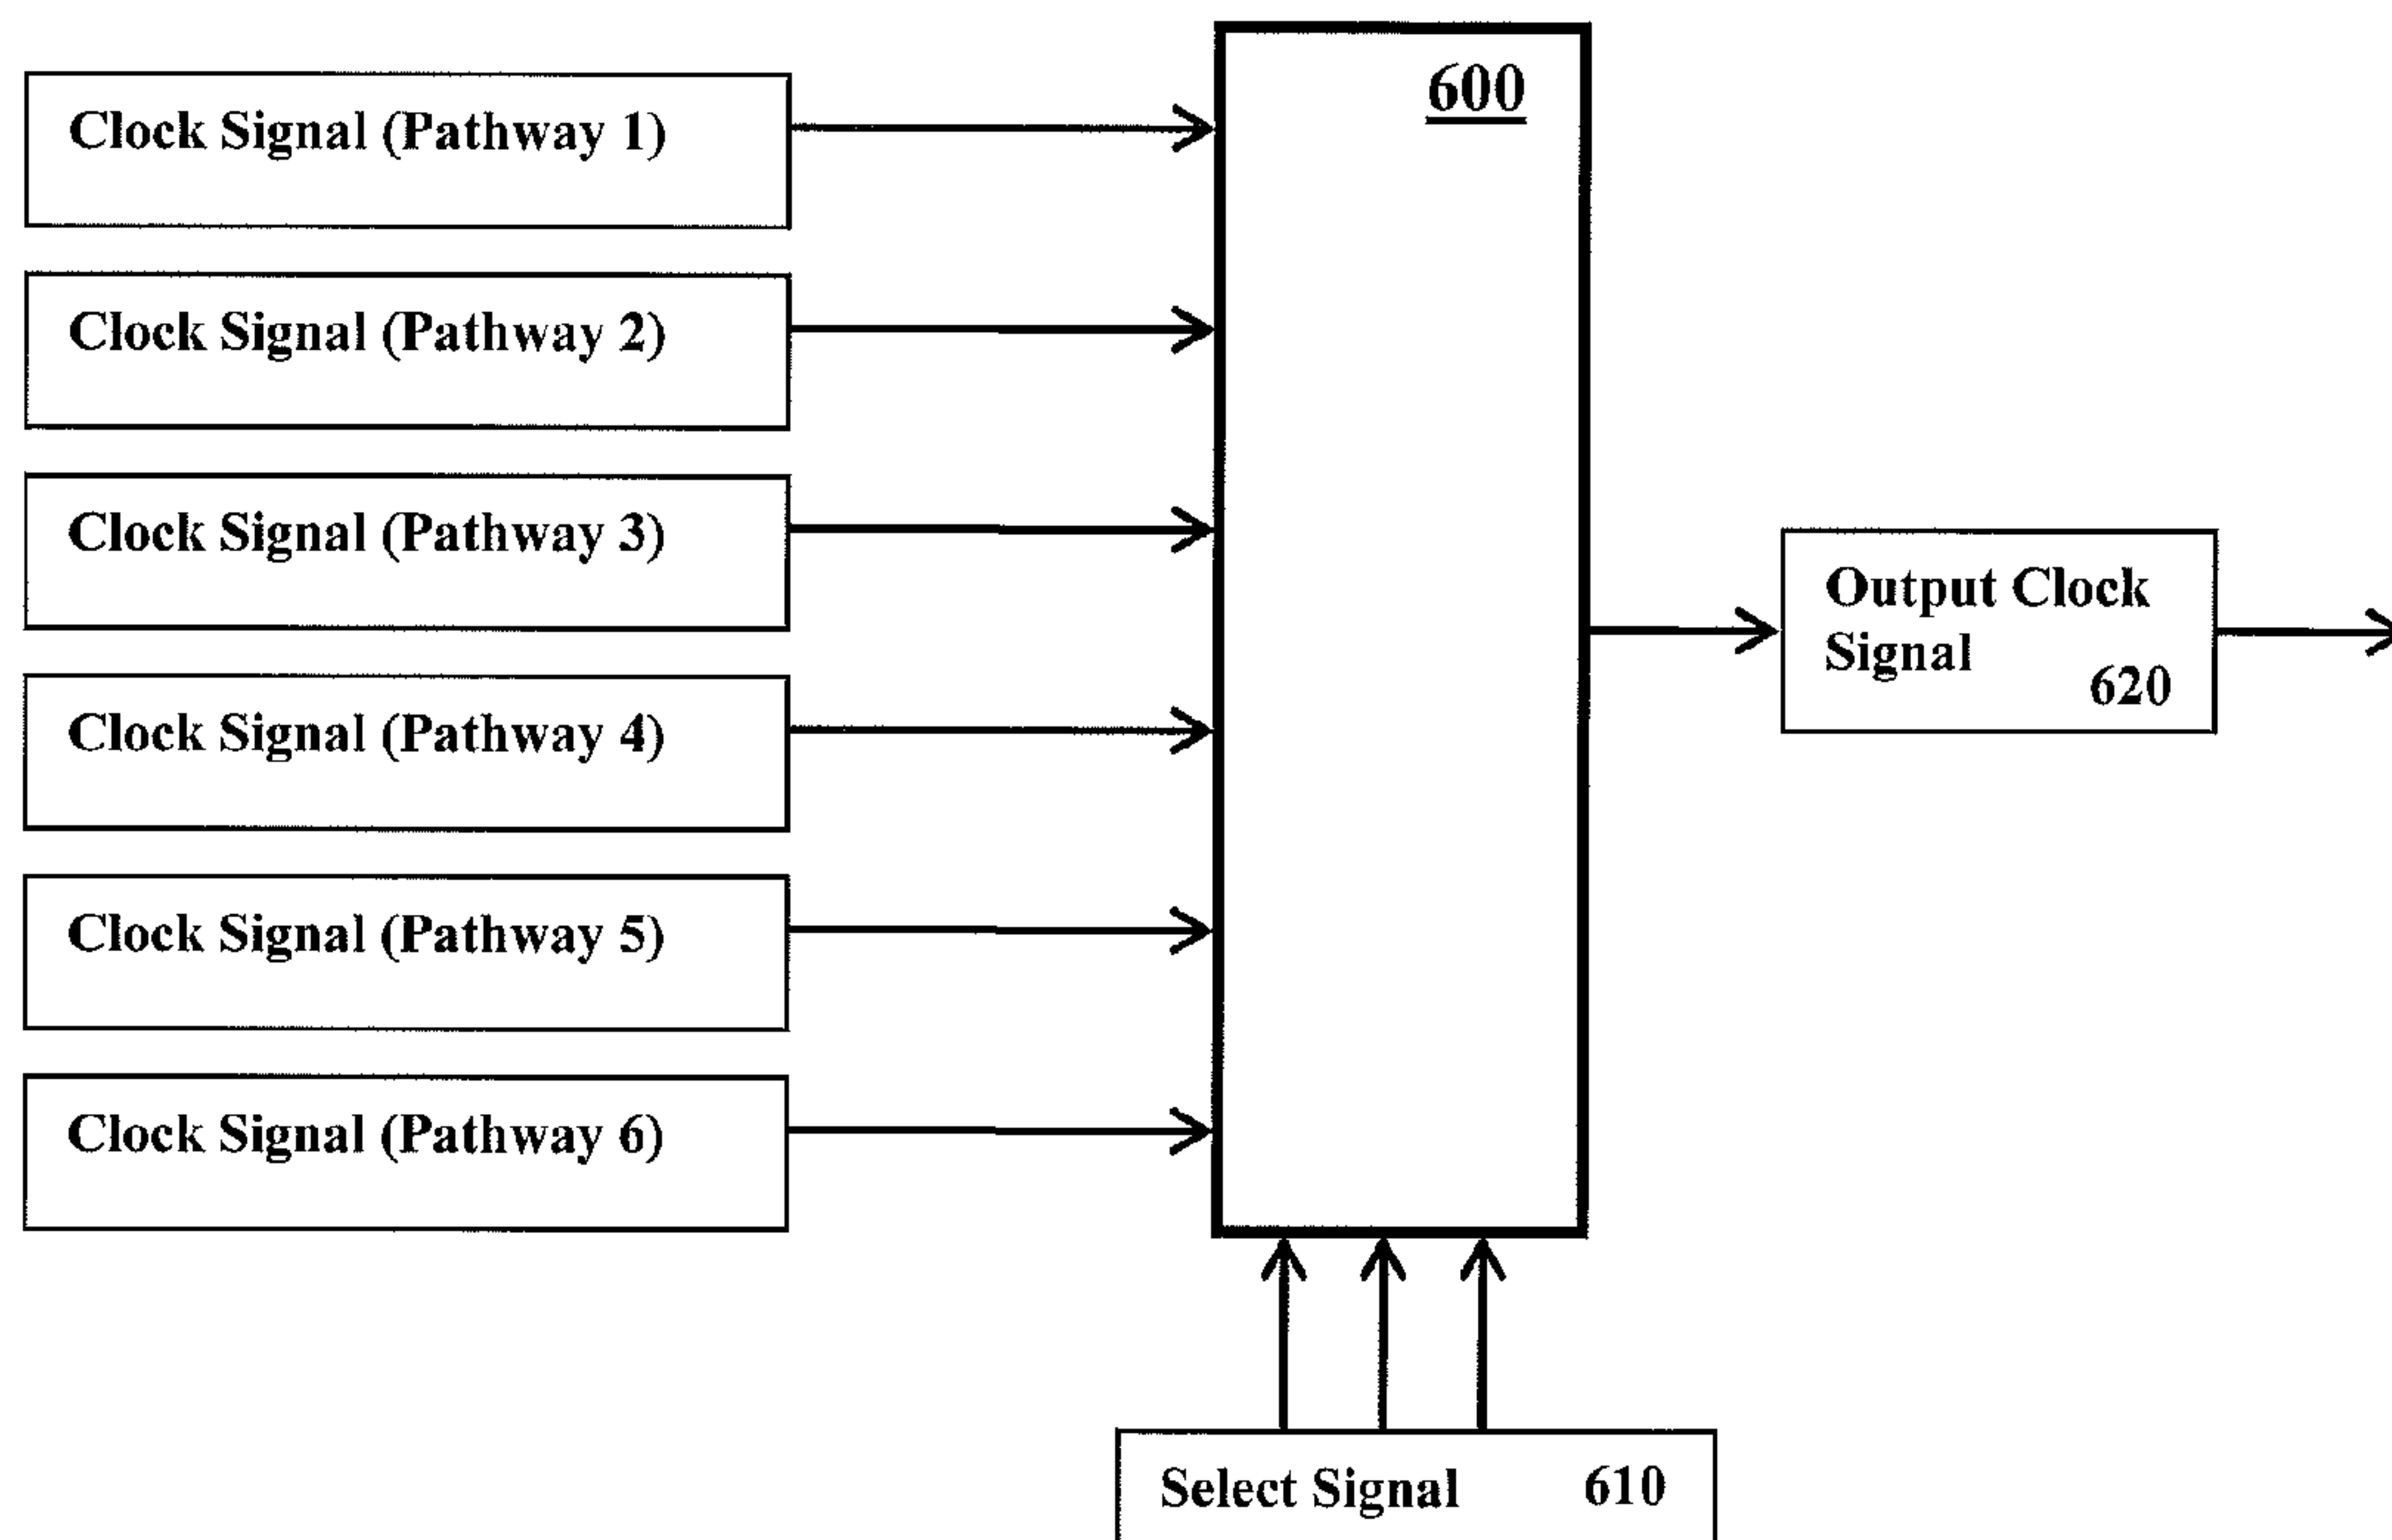 600
Clock Signal (Pathway 1)
Clock Signal (Pathway 2)
Clock Signal (Pathway 3)
Clock Signal (Pathway 4)
Clock Signal (Pathway 5)
Clock Signal (Pathway 6)
Output Clock
Signal
620
Select Signal 610